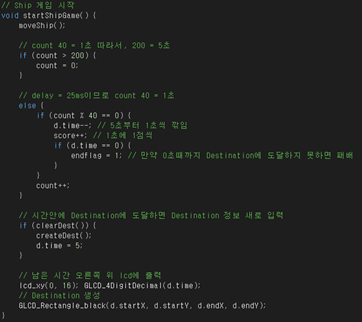 // Ship 게임 시작
void startShipGame() {
moveShip();
// count 40 = 1초 따라서, 200 = 5초
if (count > 200) {
count = 0;
}
// delay = 25ms이므로 count 40 = 1초
else {
if (count % 40 == 0) {
d.time--; // 5초부터 1초씩 깎임
score++; // 1초에 1점씩
if (d.time == 0) {
endflag = 1; // 만약 0초때까지 Destination에 도달하지 못하면 패배
}
}
count++;
}
// 시간안에 Destination에 도달하면 Destination 정보 새로 입력
if (clearDest()) {
createDest();
d.time = 5;
}
// 남은 시간 오른쪽 위 lcd에 출력
lcd_xy(0, 16); GLCD_4DigitDecimal(d.time);
// Destination 생성
GLCD_Rectangle_black(d.startX, d.startY, d.endX, d.endY);
}